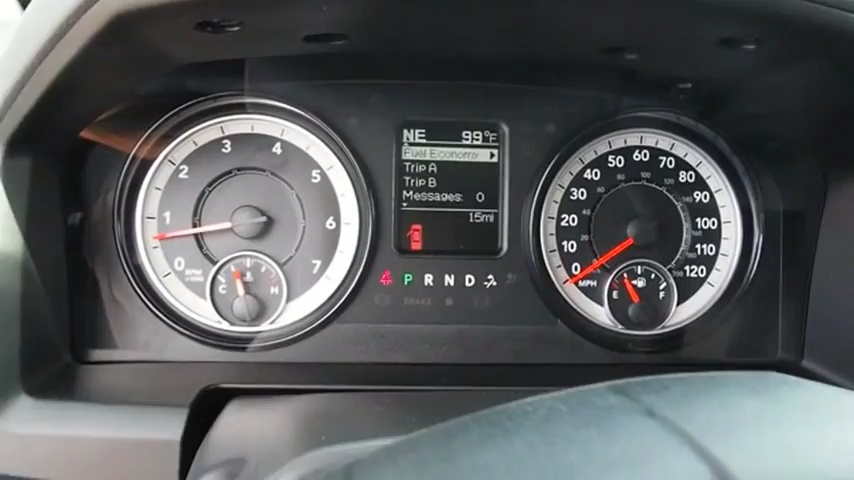 NE 99°F
Fuel Economy
Trip A
Trip B
Messages: 0
15mi
0 1 2 3 4 5 6 7
RPM
C H
P R N D
BRAKE
0 10 20 30 40 50 60 70 80 90 100 110 120
MPH
E F